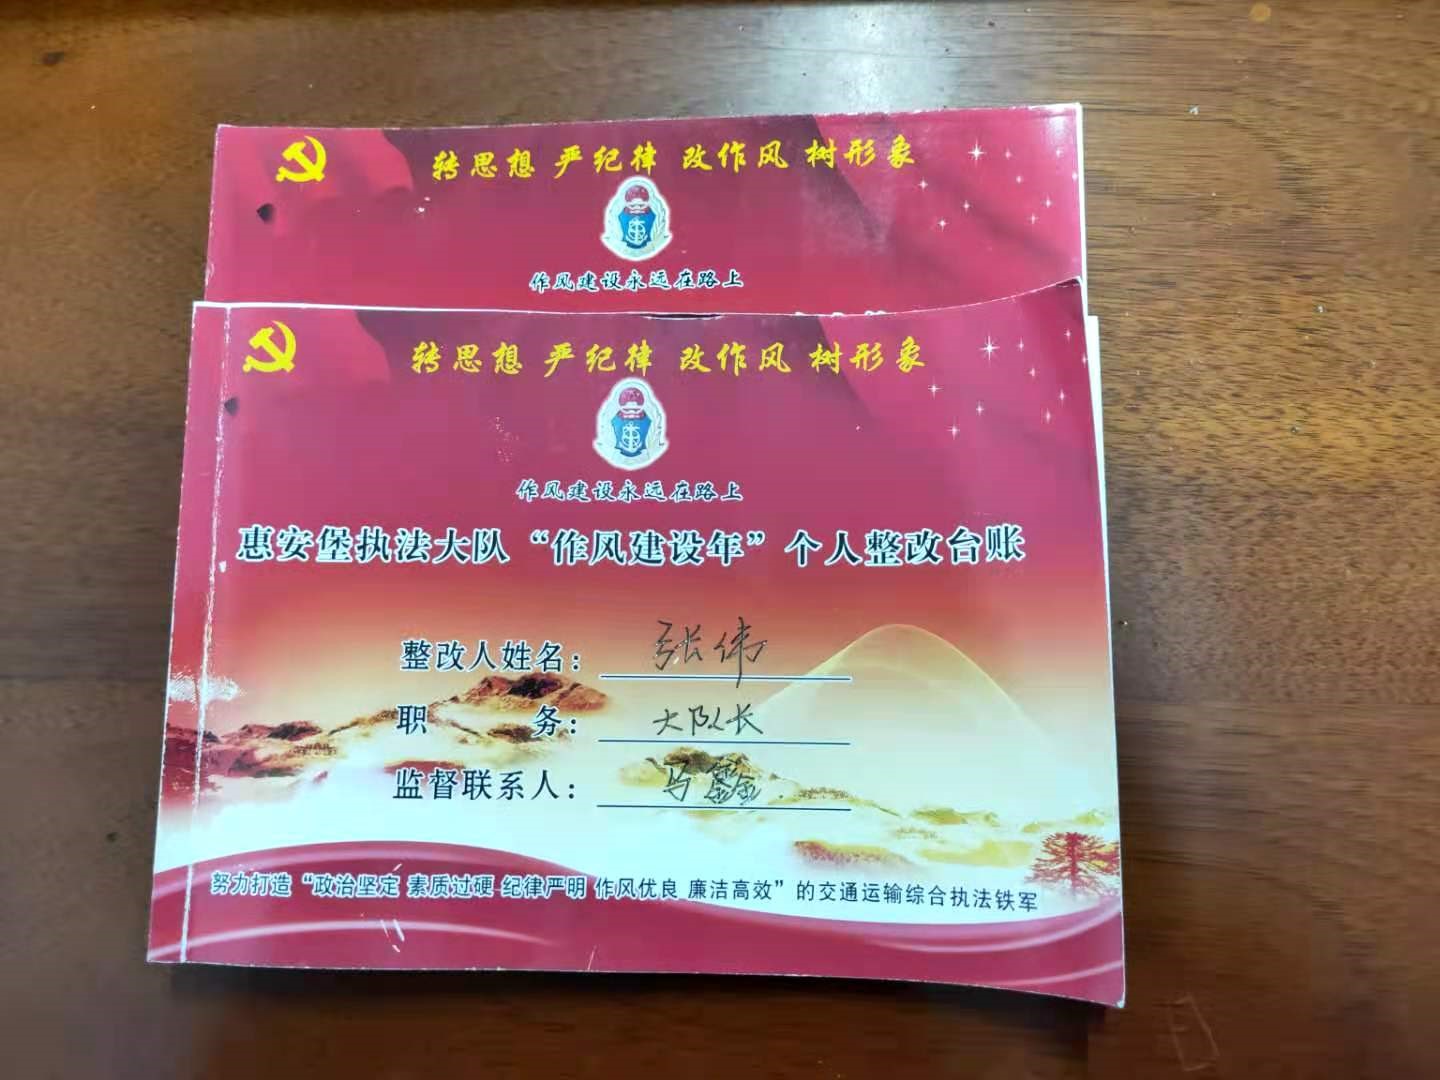 转思想 严纪律 改作风 树形象
作风建设永远在路上
转思想 严纪律 改作风 树形象
作风建设永远在路上
惠安堡执法大队“作风建设年”个人整改台账
整改人姓名：张伟
职务：大队长
监督联系人：马鑫
努力打造“政治坚定 素质过硬 纪律严明 作风优良 廉洁高效”的交通运输综合执法铁军